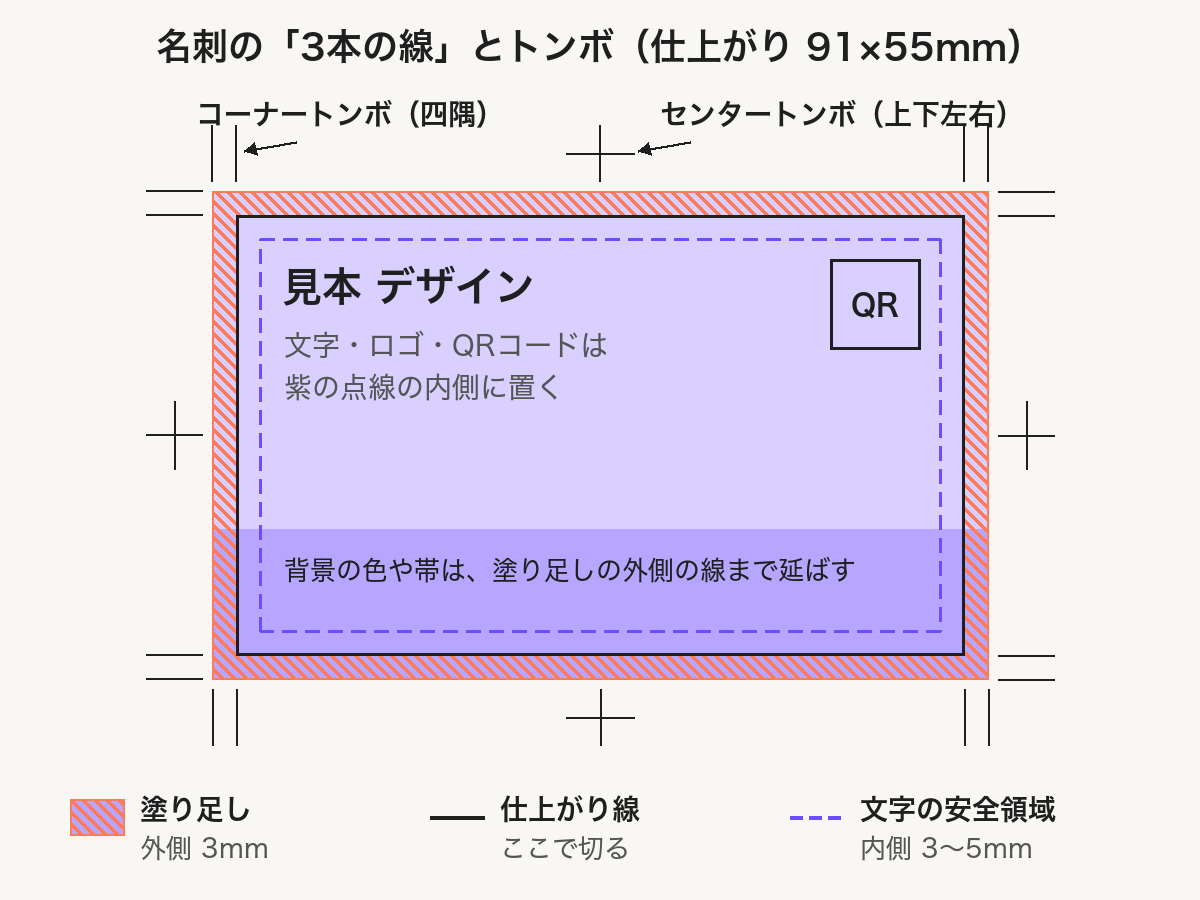 名刺の「3本の線」とトンボ（仕上がり 91×55mm）
コーナートンボ（四隅）
センタートンボ（上下左右）
見本 デザイン
QR
文字・ロゴ・QRコードは
紫の点線の内側に置く
背景の色や帯は、塗り足しの外側の線まで延ばす
塗り足し
外側 3mm
仕上がり線
ここで切る
文字の安全領域
内側 3〜5mm